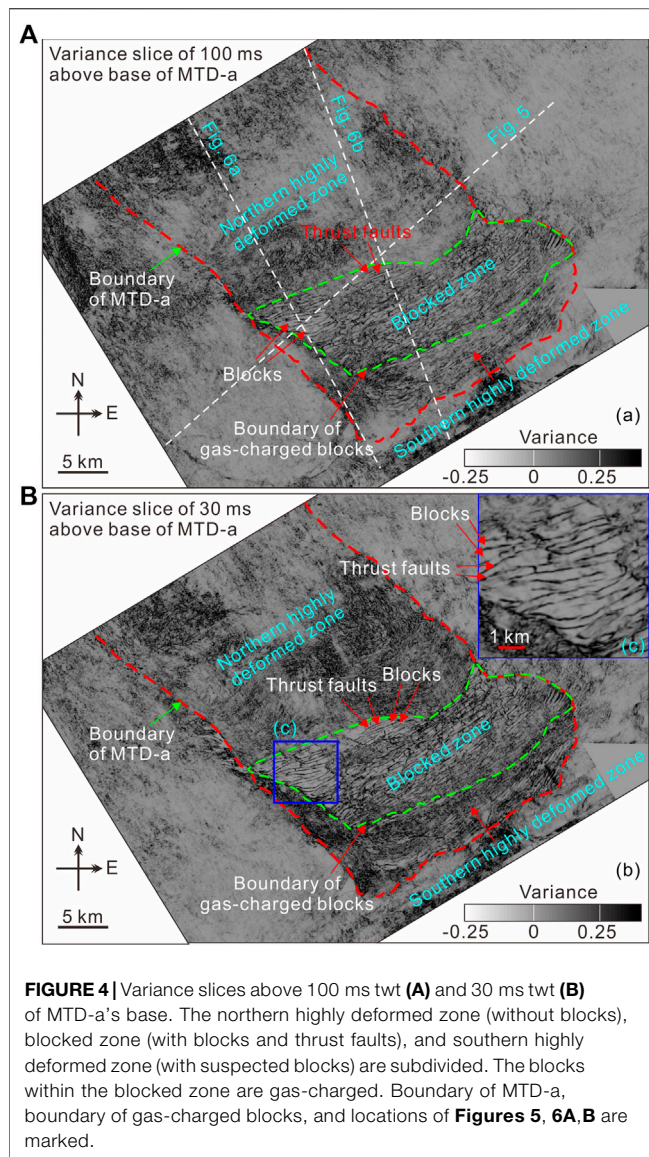 A
Variance slice of 100 ms
above base of MTD-a
Fig. 6a
Fig. 6b
Fig. 5
Northern highly
deformed zone
Thrust faults
Boundary
of MTD-a
Blocked zone
Blocks
Southern highly deformed zone
Boundary of
gas-charged blocks
N
E
5 km
(a)
Variance
-0.25 0 0.25
B
Variance slice of 30 ms
above base of MTD-a
Blocks
Thrust faults
1 km
(c)
Northern highly
deformed zone
Blocks
Thrust faults
Boundary
of MTD-a
(c)
Blocked zone
Southern highly deformed zone
Boundary of
gas-charged blocks
N
E
5 km
(b)
Variance
-0.25 0 0.25
FIGURE 4 | Variance slices above 100 ms twt (A) and 30 ms twt (B)
of MTD-a's base. The northern highly deformed zone (without blocks),
blocked zone (with blocks and thrust faults), and southern highly
deformed zone (with suspected blocks) are subdivided. The blocks
within the blocked zone are gas-charged. Boundary of MTD-a,
boundary of gas-charged blocks, and locations of Figures 5, 6A,B are
marked.